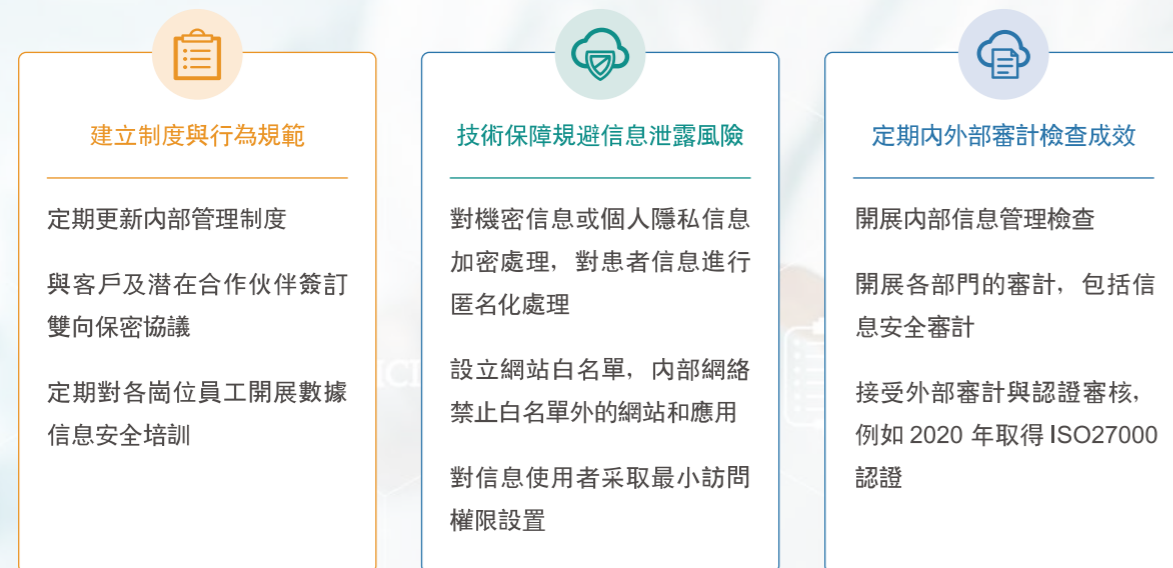 建立制度與行為規範
定期更新内部管理制度
與客戶及潛在合作伙伴簽訂
雙向保密協議
定期對各崗位員工開展數據
信息安全培訓
技術保障規避信息泄露風險
對機密信息或個人隱私信息
加密處理，對患者信息進行
匿名化處理
設立網站白名單，内部網絡
禁止白名單外的網站和應用
對信息使用者采取最小訪問
權限設置
定期内外部審計檢查成效
開展内部信息管理檢查
開展各部門的審計，包括信
息安全審計
接受外部審計與認證審核，
例如 2020 年取得 ISO27000
認證